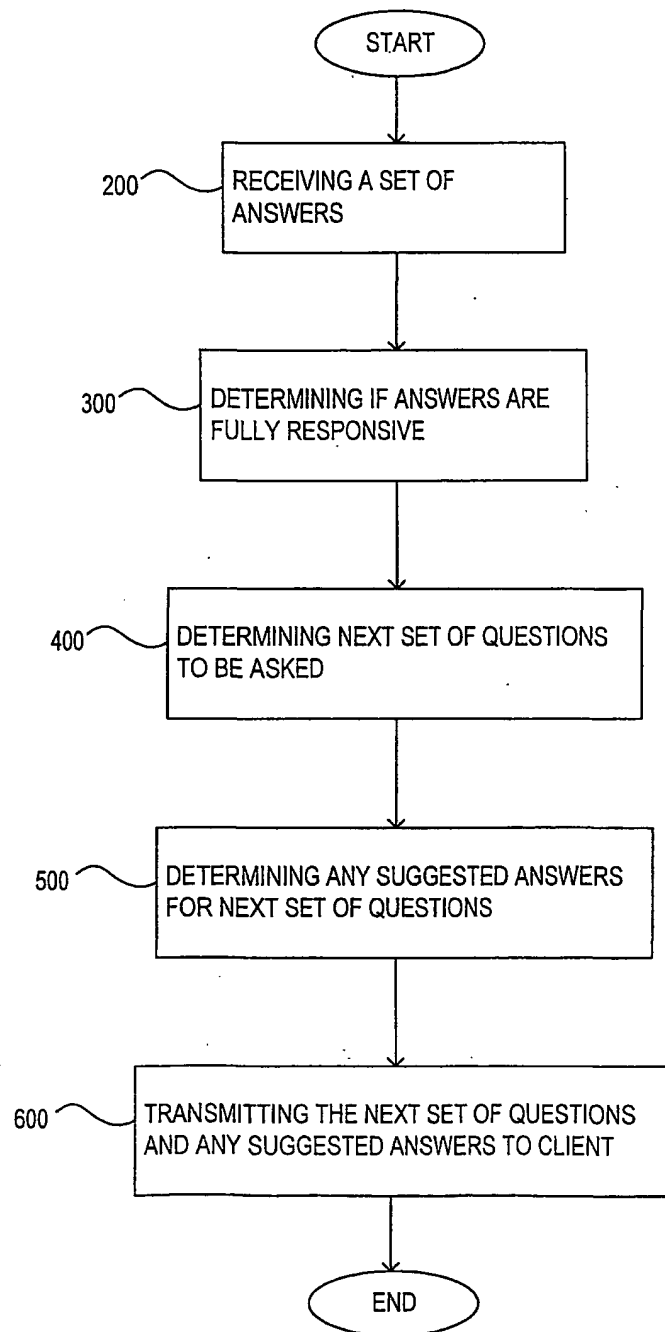 START
200
RECEIVING A SET OF
ANSWERS
300
DETERMINING IF ANSWERS ARE
FULLY RESPONSIVE
400
DETERMINING NEXT SET OF QUESTIONS
TO BE ASKED
500
DETERMINING ANY SUGGESTED ANSWERS
FOR NEXT SET OF QUESTIONS
600
TRANSMITTING THE NEXT SET OF QUESTIONS
AND ANY SUGGESTED ANSWERS TO CLIENT
END